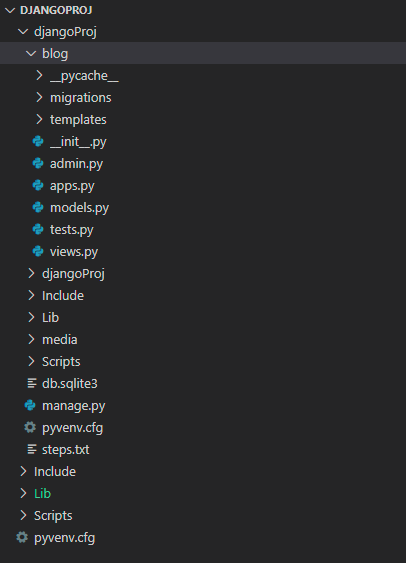 DJANGOPROJ
djangoProj
blog
__pycache__
migrations
templates
__init__.py
admin.py
apps.py
models.py
tests.py
views.py
djangoProj
Include
Lib
media
Scripts
db.sqlite3
manage.py
pyvenv.cfg
steps.txt
Include
Lib
Scripts
pyvenv.cfg